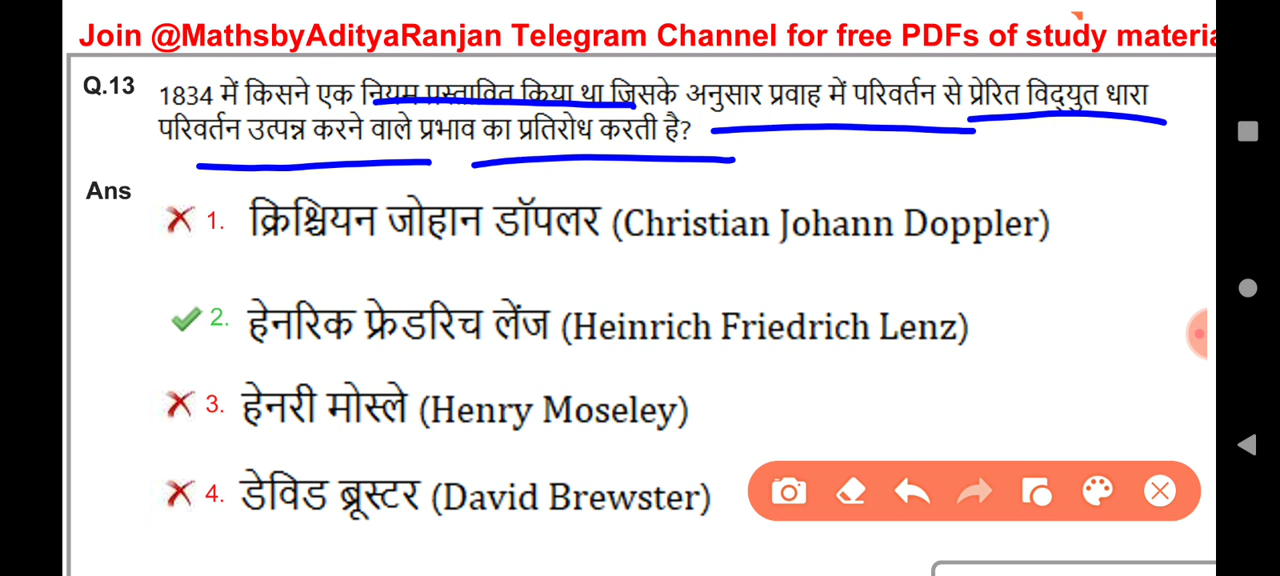 Join @MathsbyAdityaRanjan Telegram Channel for free PDFs of study materia
Q.13 1834 में किसने एक नियम प्रस्तावित किया था जिसके अनुसार प्रवाह में परिवर्तन से प्रेरित विद्युत धारा
परिवर्तन उत्पन्न करने वाले प्रभाव का प्रतिरोध करती है?
Ans
1. क्रिश्चियन जोहान डॉपलर (Christian Johann Doppler)
2. हेनरिक फ्रेडरिच लेंज (Heinrich Friedrich Lenz)
3. हेनरी मोस्ले (Henry Moseley)
4. डेविड ब्रूस्टर (David Brewster)